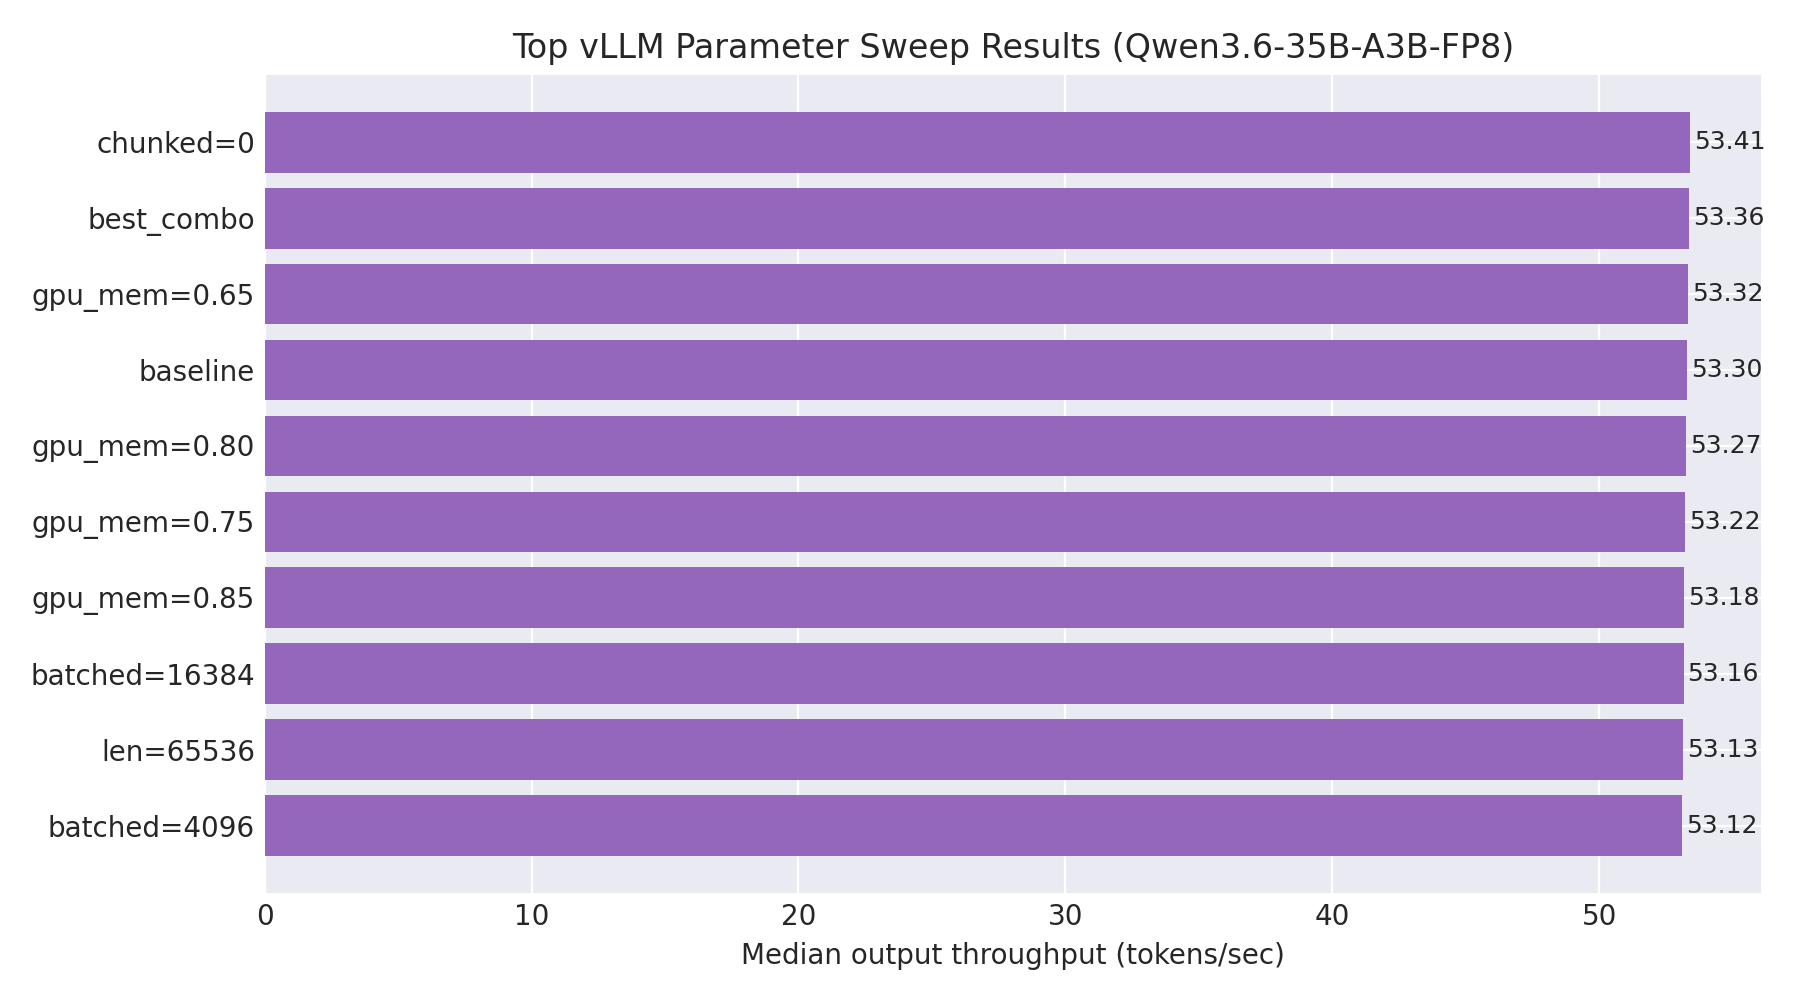 Top vLLM Parameter Sweep Results (Qwen3.6-35B-A3B-FP8)
chunked=0 53.41
best_combo 53.36
gpu_mem=0.65 53.32
baseline 53.30
gpu_mem=0.80 53.27
gpu_mem=0.75 53.22
gpu_mem=0.85 53.18
batched=16384 53.16
len=65536 53.13
batched=4096 53.12
0 10 20 30 40 50
Median output throughput (tokens/sec)